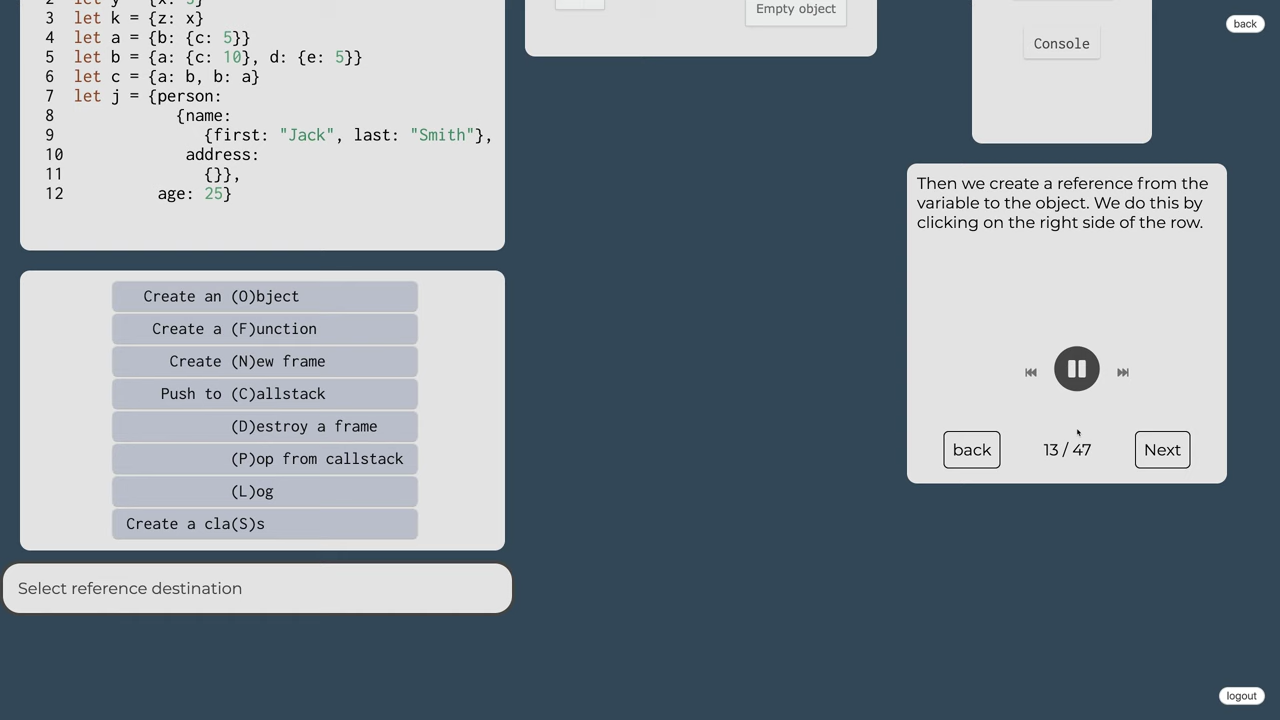 3 let k = {z: x}
4 let a = {b: {c: 5}}
5 let b = {a: {c: 10}, d: {e: 5}}
6 let c = {a: b, b: a}
7 let j = {person:
8 {name:
9 {first: "Jack", last: "Smith"},
10 address:
11 {}},
12 age: 25}
Create an (O)bject
Create a (F)unction
Create (N)ew frame
Push to (C)allstack
(D)estroy a frame
(P)op from callstack
(L)og
Create a cla(S)s
Select reference destination
Empty object
Console
back
Then we create a reference from the
variable to the object. We do this by
clicking on the right side of the row.
back
13 / 47
Next
logout